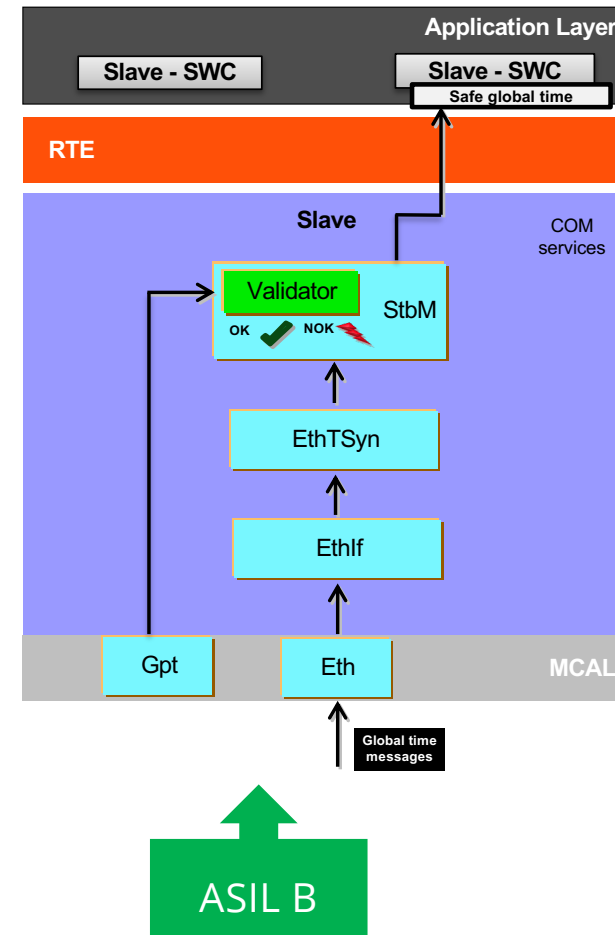 Application Layer
Slave - SWC
Slave - SWC
Safe global time
RTE
Slave
COM
services
Validator
StbM
OK
NOK
EthTSyn
EthIf
Gpt
Eth
MCAL
Global time
messages
ASIL B